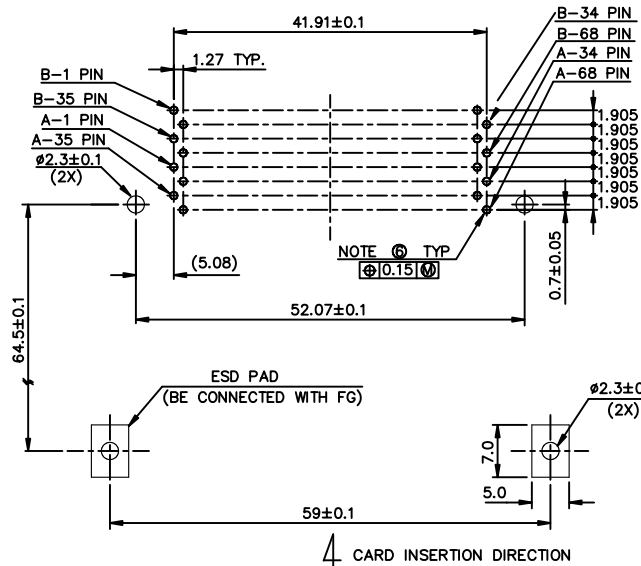 41.91±0.1
B-34 PIN
B-68 PIN
A-34 PIN
A-68 PIN
1.27 TYP.
B-1 PIN
B-35 PIN
A-1 PIN
A-35 PIN
ø2.3±0.1
(2X)
1.905
1.905
1.905
1.905
1.905
1.905
1.905
NOTE ⑥ TYP
⌖ 0.15 Ⓜ
(5.08)
0.7±0.05
52.07±0.1
64.5±0.1
ESD PAD
(BE CONNECTED WITH FG)
ø2.3±0
(2X)
7.0
5.0
59±0.1
CARD INSERTION DIRECTION